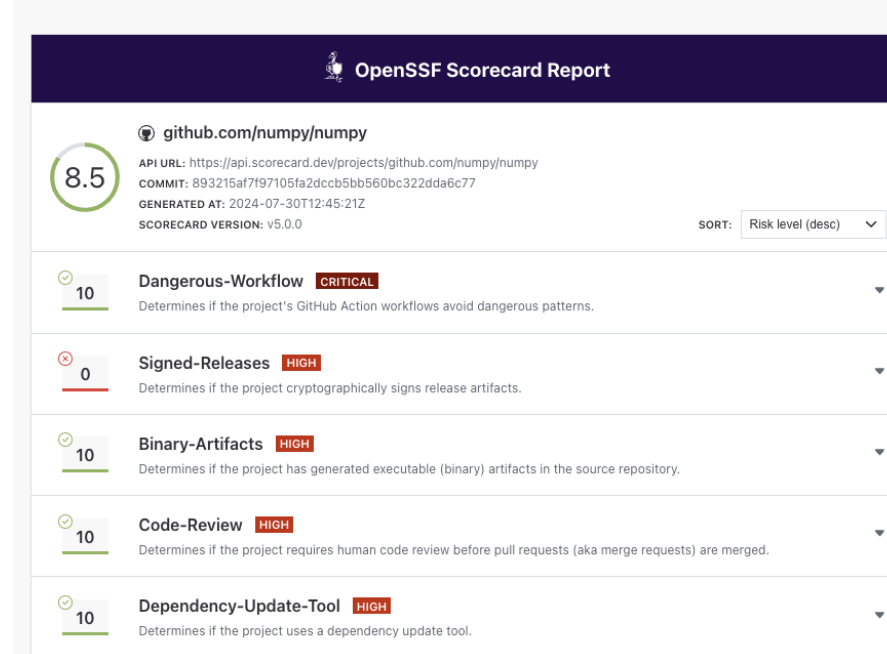 OpenSSF Scorecard Report
github.com/numpy/numpy
8.5
API URL: https://api.scorecard.dev/projects/github.com/numpy/numpy
COMMIT: 893215af7f97105fa2dccb5bb560bc322dda6c77
GENERATED AT: 2024-07-30T12:45:21Z
SCORECARD VERSION: v5.0.0
SORT: Risk level (desc)
10 Dangerous-Workflow CRITICAL
Determines if the project's GitHub Action workflows avoid dangerous patterns.
0 Signed-Releases HIGH
Determines if the project cryptographically signs release artifacts.
10 Binary-Artifacts HIGH
Determines if the project has generated executable (binary) artifacts in the source repository.
10 Code-Review HIGH
Determines if the project requires human code review before pull requests (aka merge requests) are merged.
10 Dependency-Update-Tool HIGH
Determines if the project uses a dependency update tool.